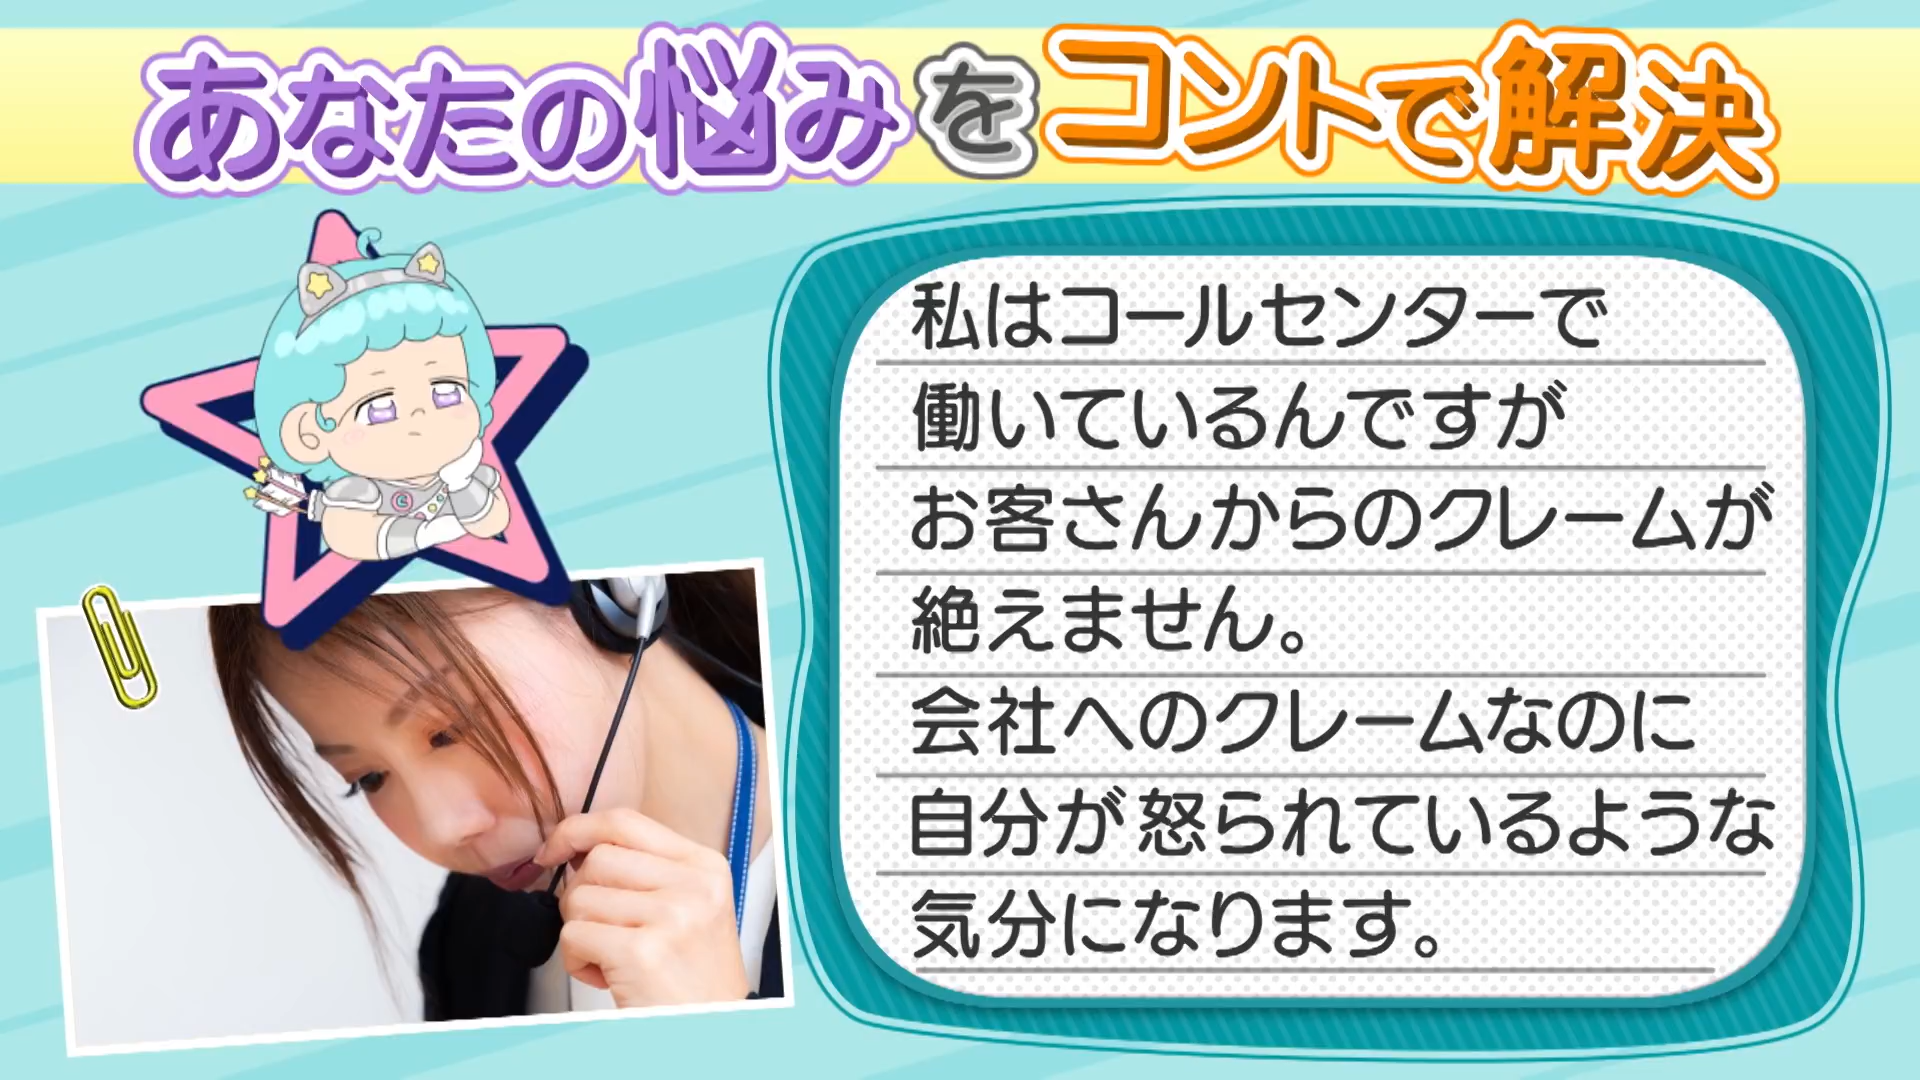 あなたの悩みをコントで解決
私はコールセンターで
働いているんですが
お客さんからのクレームが
絶えません。
会社へのクレームなのに
自分が怒られているような
気分になります。